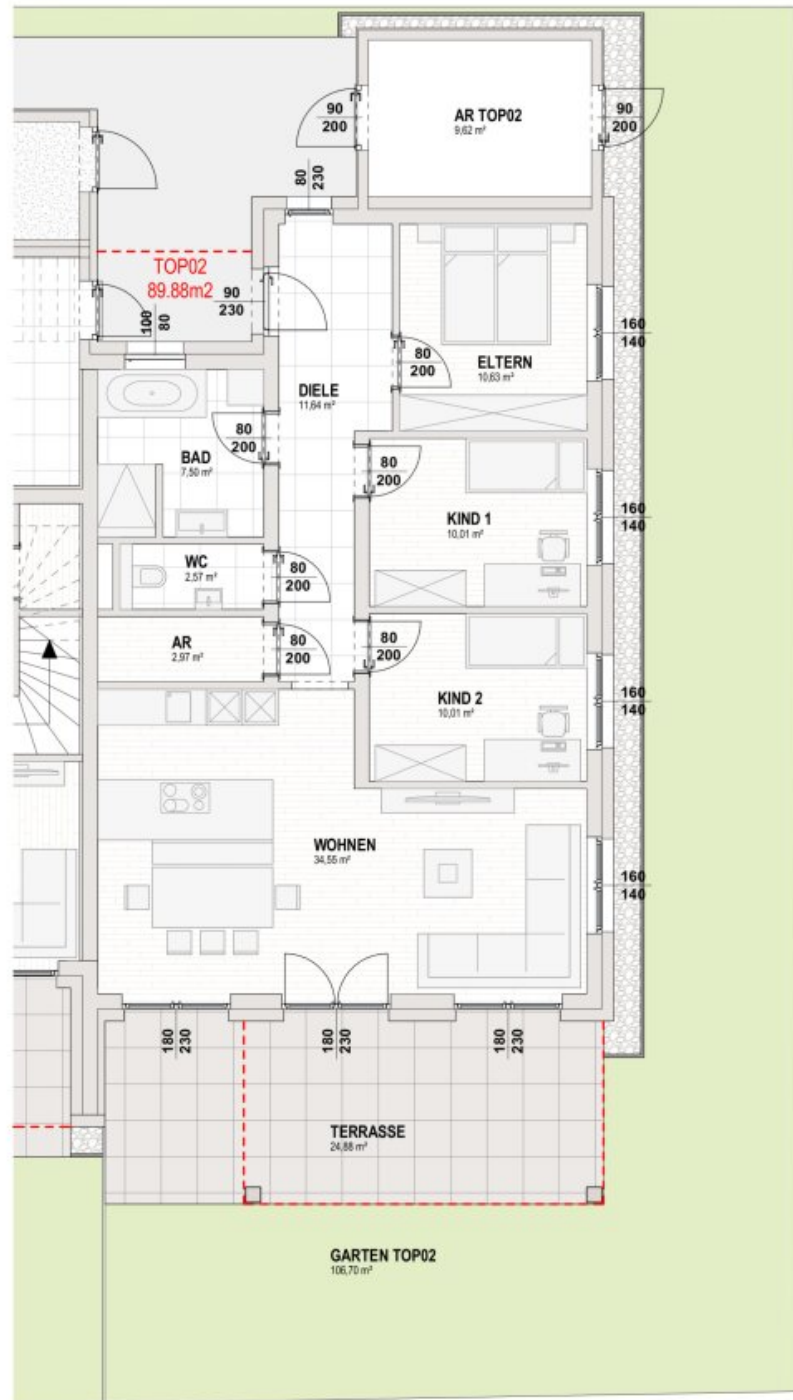 90
200
AR TOP02
9,62 m²
90
200
80
230
TOP02
89.88m2
90
230
100
80
160
140
80
200
ELTERN
10,63 m²
DIELE
11,64 m²
80
200
BAD
7,50 m²
80
200
KIND 1
10,01 m²
160
140
WC
2,57 m²
80
200
AR
2,97 m²
80
200
80
200
KIND 2
10,01 m²
160
140
WOHNEN
34,55 m²
160
140
180
230
180
230
180
230
TERRASSE
24,88 m²
GARTEN TOP02
106,70 m²